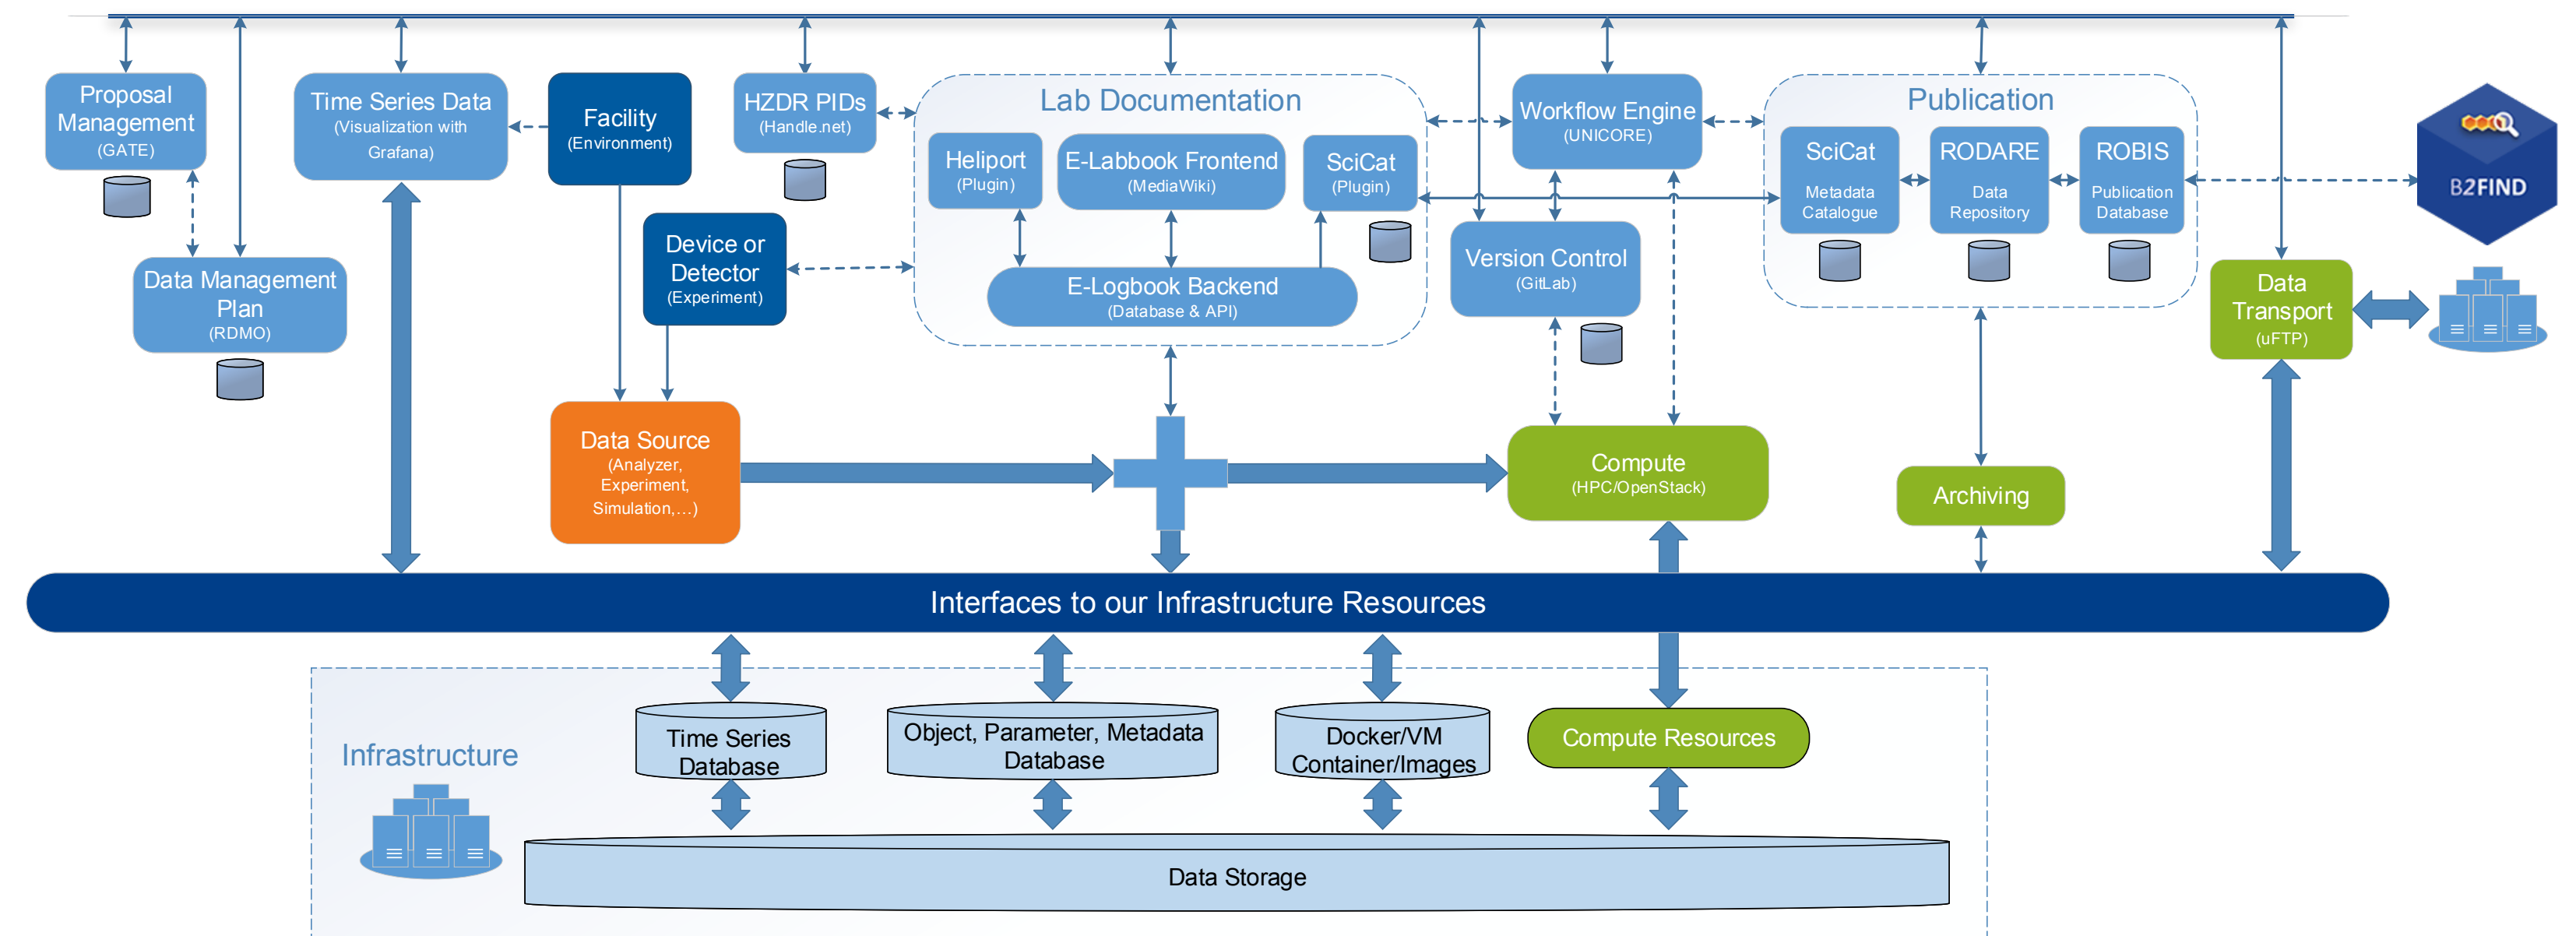 Proposal
Management
(GATE)
Data Management
Plan
(RDMO)
Time Series Data
(Visualization with
Grafana)
Facility
(Environment)
Device or
Detector
(Experiment)
Data Source
(Analyzer,
Experiment,
Simulation,...)
HZDR PIDs
(Handle.net)
Lab Documentation
Heliport
(Plugin)
E-Labbook Frontend
(MediaWiki)
SciCat
(Plugin)
E-Logbook Backend
(Database & API)
Workflow Engine
(UNICORE)
Version Control
(GitLab)
Compute
(HPC/OpenStack)
Publication
SciCat
Metadata
Catalogue
RODARE
Data
Repository
ROBIS
Publication
Database
Archiving
B2FIND
Data
Transport
(uFTP)
Interfaces to our Infrastructure Resources
Infrastructure
Time Series
Database
Object, Parameter, Metadata
Database
Docker/VM
Container/Images
Compute Resources
Data Storage